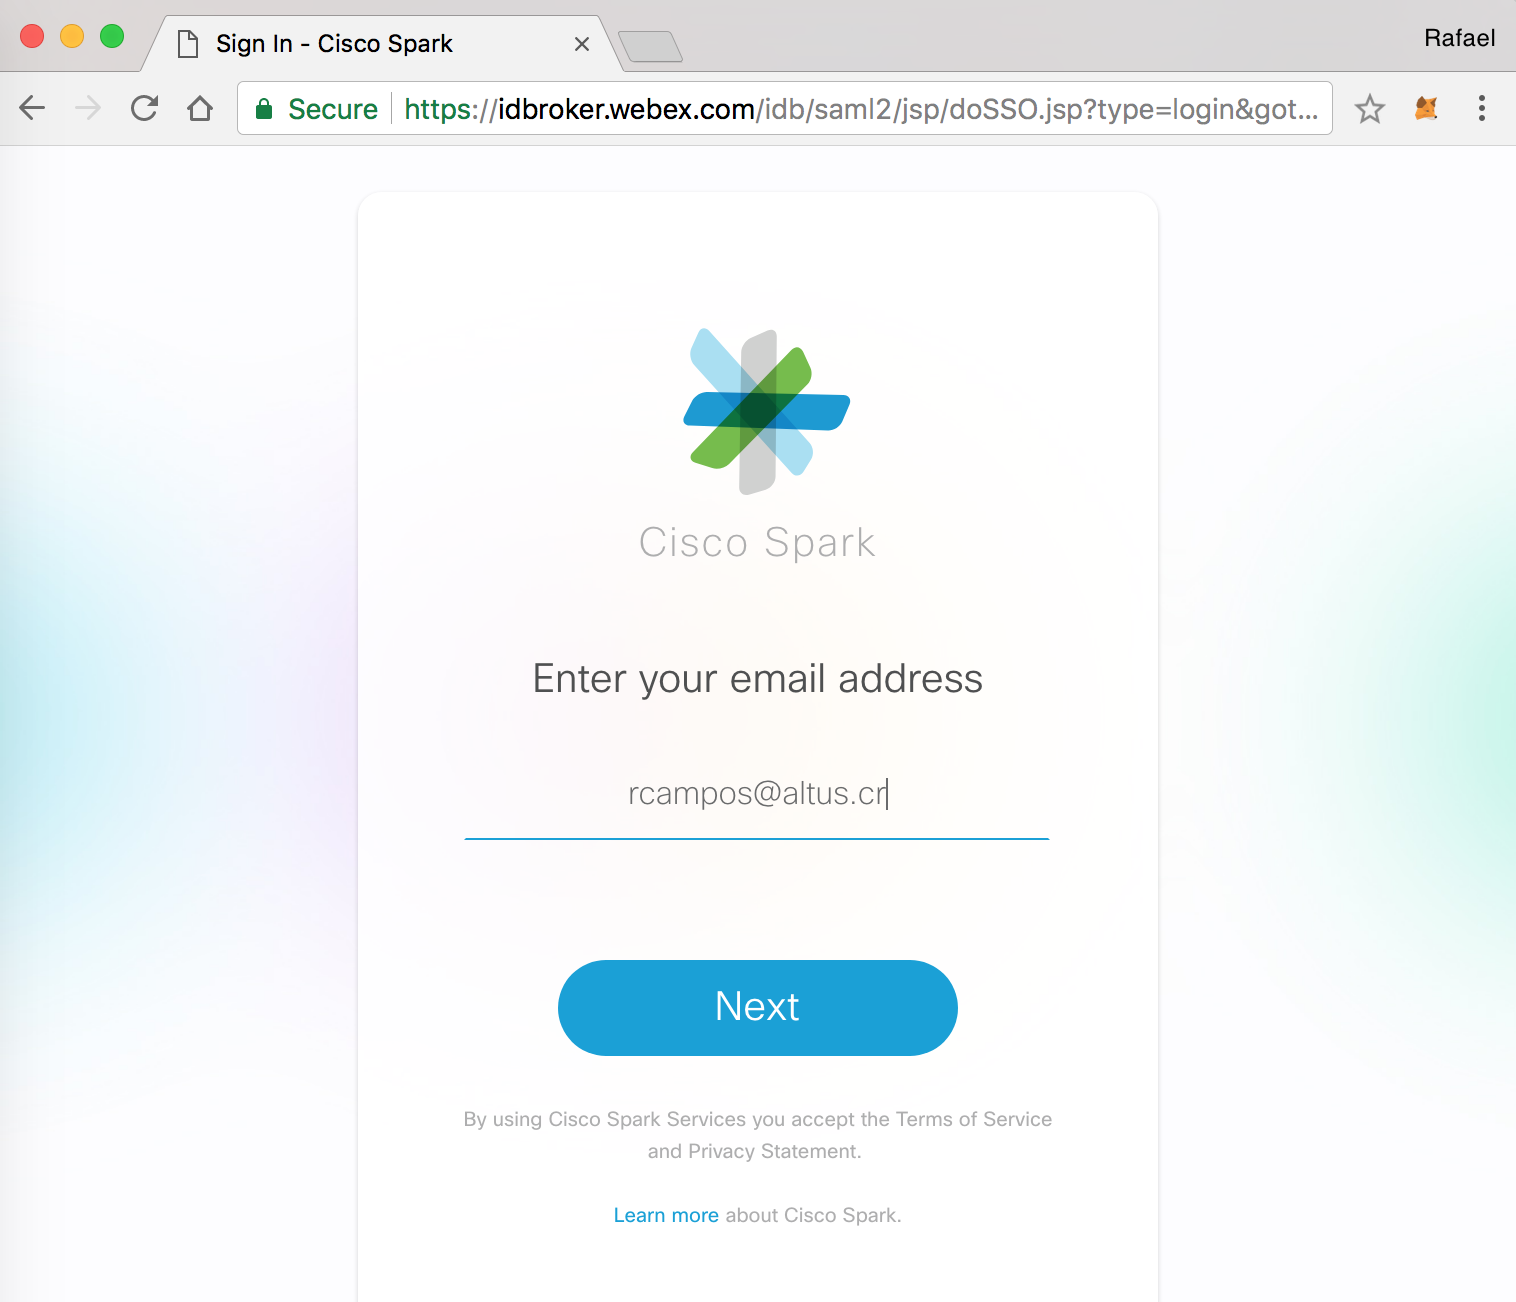 Sign In - Cisco Spark
Rafael
Secure
https://idbroker.webex.com/idb/saml2/jsp/doSSO.jsp?type=login&got...
Cisco Spark
Enter your email address
rcampos@altus.cr
Next
By using Cisco Spark Services you accept the Terms of Service
and Privacy Statement.
Learn more about Cisco Spark.